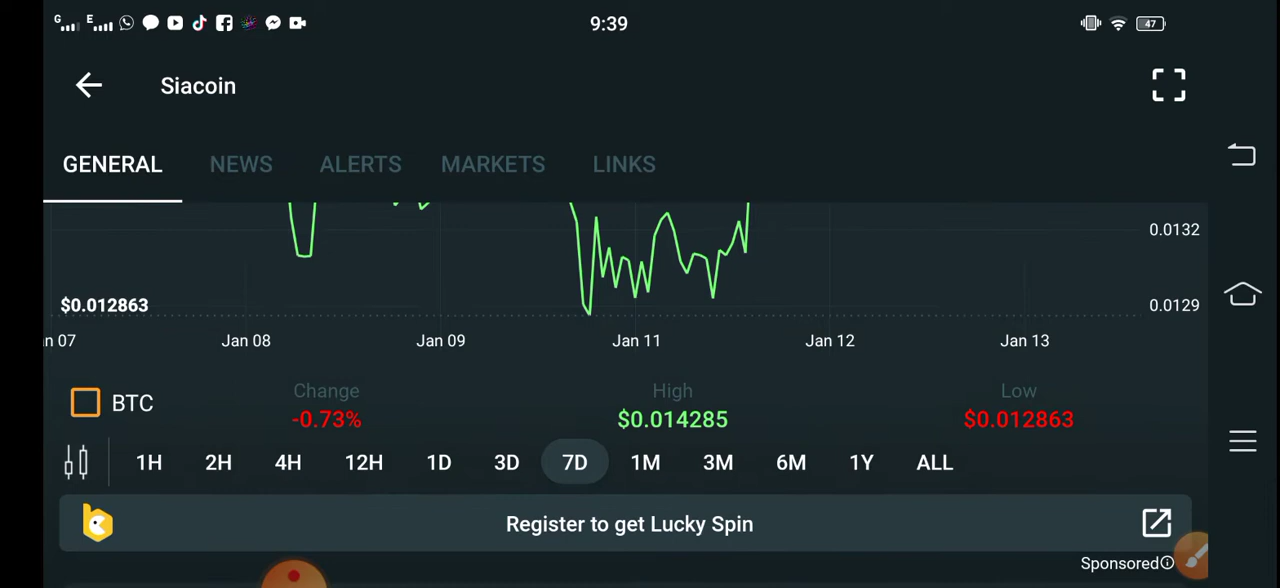 G E 9:39 47
Siacoin
GENERAL NEWS ALERTS MARKETS LINKS
0.0132
$0.012863 0.0129
n 07 Jan 08 Jan 09 Jan 11 Jan 12 Jan 13
Change High Low
BTC -0.73% $0.014285 $0.012863
1H 2H 4H 12H 1D 3D 7D 1M 3M 6M 1Y ALL
Register to get Lucky Spin
Sponsored